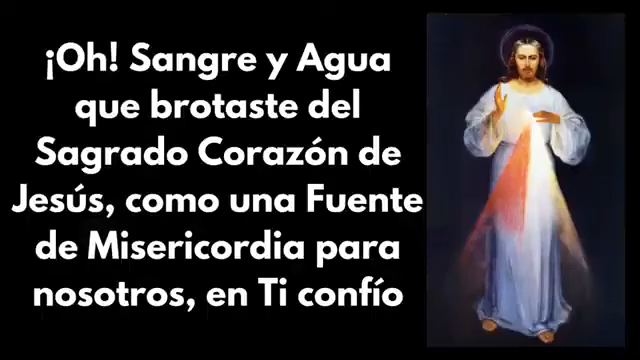 ¡Oh! Sangre y Agua
que brotaste del
Sagrado Corazón de
Jesús, como una Fuente
de Misericordia para
nosotros, en Ti confío